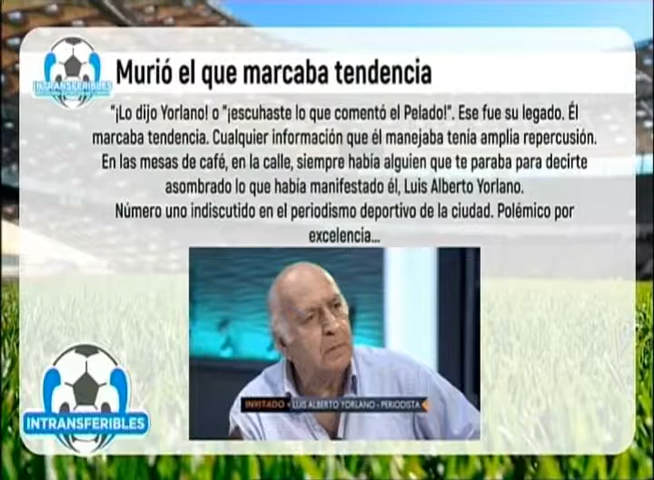 INTRANSFERIBLES
Murió el que marcaba tendencia
"¡Lo dijo Yorlano! o "¡escuhaste lo que comentó el Pelado!". Ese fue su legado. Él
marcaba tendencia. Cualquier información que él manejaba tenía amplia repercusión.
En las mesas de café, en la calle, siempre había alguien que te paraba para decirte
asombrado lo que había manifestado él, Luis Alberto Yorlano.
Número uno indiscutido en el periodismo deportivo de la ciudad. Polémico por
excelencia...
INVITADO • LUIS ALBERTO YORLANO - PERIODISTA
INTRANSFERIBLES